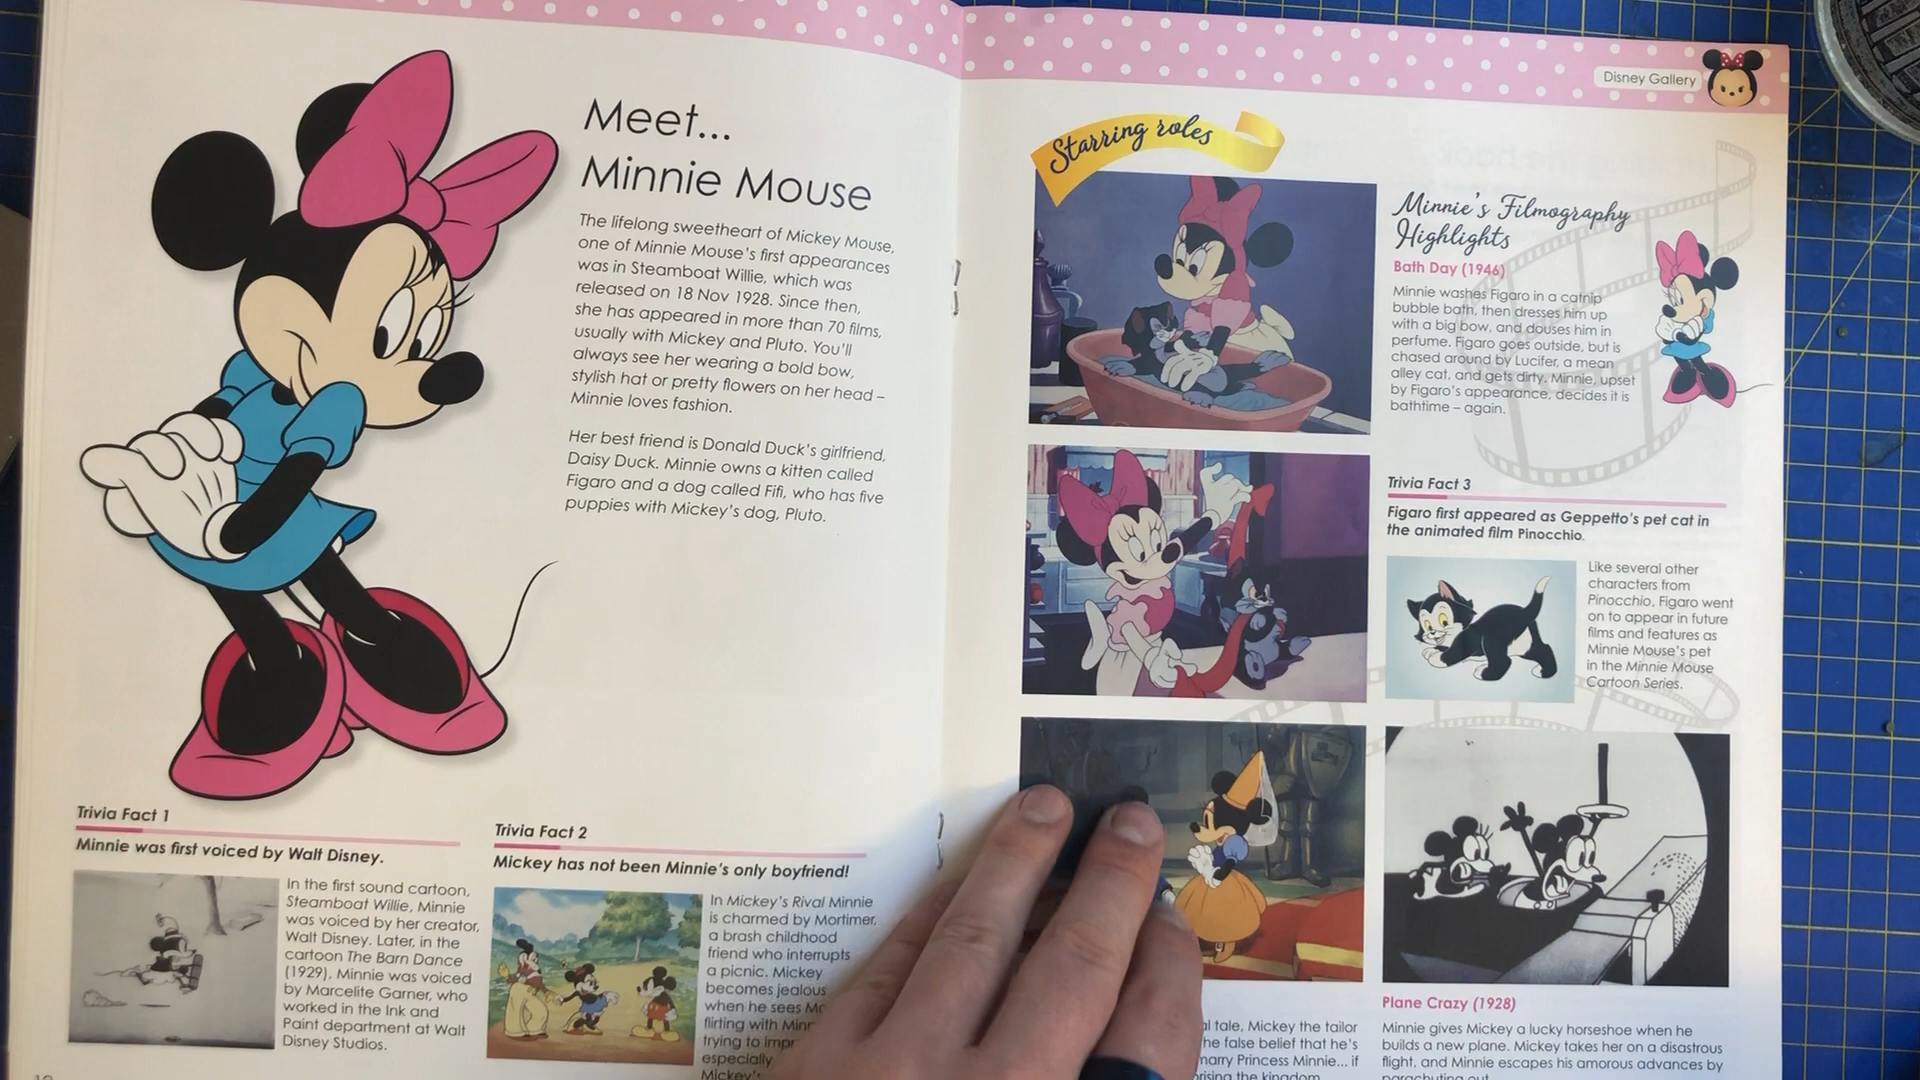 Meet...
Minnie Mouse
The lifelong sweetheart of Mickey Mouse,
one of Minnie Mouse's first appearances
was in Steamboat Willie, which was
released on 18 Nov 1928. Since then,
she has appeared in more than 70 films,
usually with Mickey and Pluto. You'll
always see her wearing a bold bow,
stylish hat or pretty flowers on her head –
Minnie loves fashion.
Her best friend is Donald Duck's girlfriend,
Daisy Duck. Minnie owns a kitten called
Figaro and a dog called Fifi, who has five
puppies with Mickey's dog, Pluto.
Trivia Fact 1
Minnie was first voiced by Walt Disney.
In the first sound cartoon,
Steamboat Willie, Minnie
was voiced by her creator,
Walt Disney. Later, in the
cartoon The Barn Dance
(1929), Minnie was voiced
by Marcelite Garner, who
worked in the Ink and
Paint department at Walt
Disney Studios.
Trivia Fact 2
Mickey has not been Minnie's only boyfriend!
In Mickey's Rival Minnie
is charmed by Mortimer,
a brash childhood
friend who interrupts
a picnic. Mickey
becomes jealous
when he sees
flirting with
trying to
especially
Mickey's
Disney Gallery
Starring roles
Minnie's Filmography
Highlights
Bath Day (1946)
Minnie washes Figaro in a catnip
bubble bath, then dresses him up
with a big bow, and douses him in
perfume. Figaro goes outside, but is
chased around by Lucifer, a mean
alley cat, and gets dirty. Minnie, upset
by Figaro's appearance, decides it is
bathtime – again.
Trivia Fact 3
Figaro first appeared as Geppetto's pet cat in
the animated film Pinocchio.
Like several other
characters from
Pinocchio, Figaro went
on to appear in future
films and features as
Minnie Mouse's pet
in the Minnie Mouse
Cartoon Series.
tale, Mickey the tailor
he false belief that he's
marry Princess Minnie... if
the kingdom
Plane Crazy (1928)
Minnie gives Mickey a lucky horseshoe when he
builds a new plane. Mickey takes her on a disastrous
flight, and Minnie escapes his amorous advances by
parachuting out